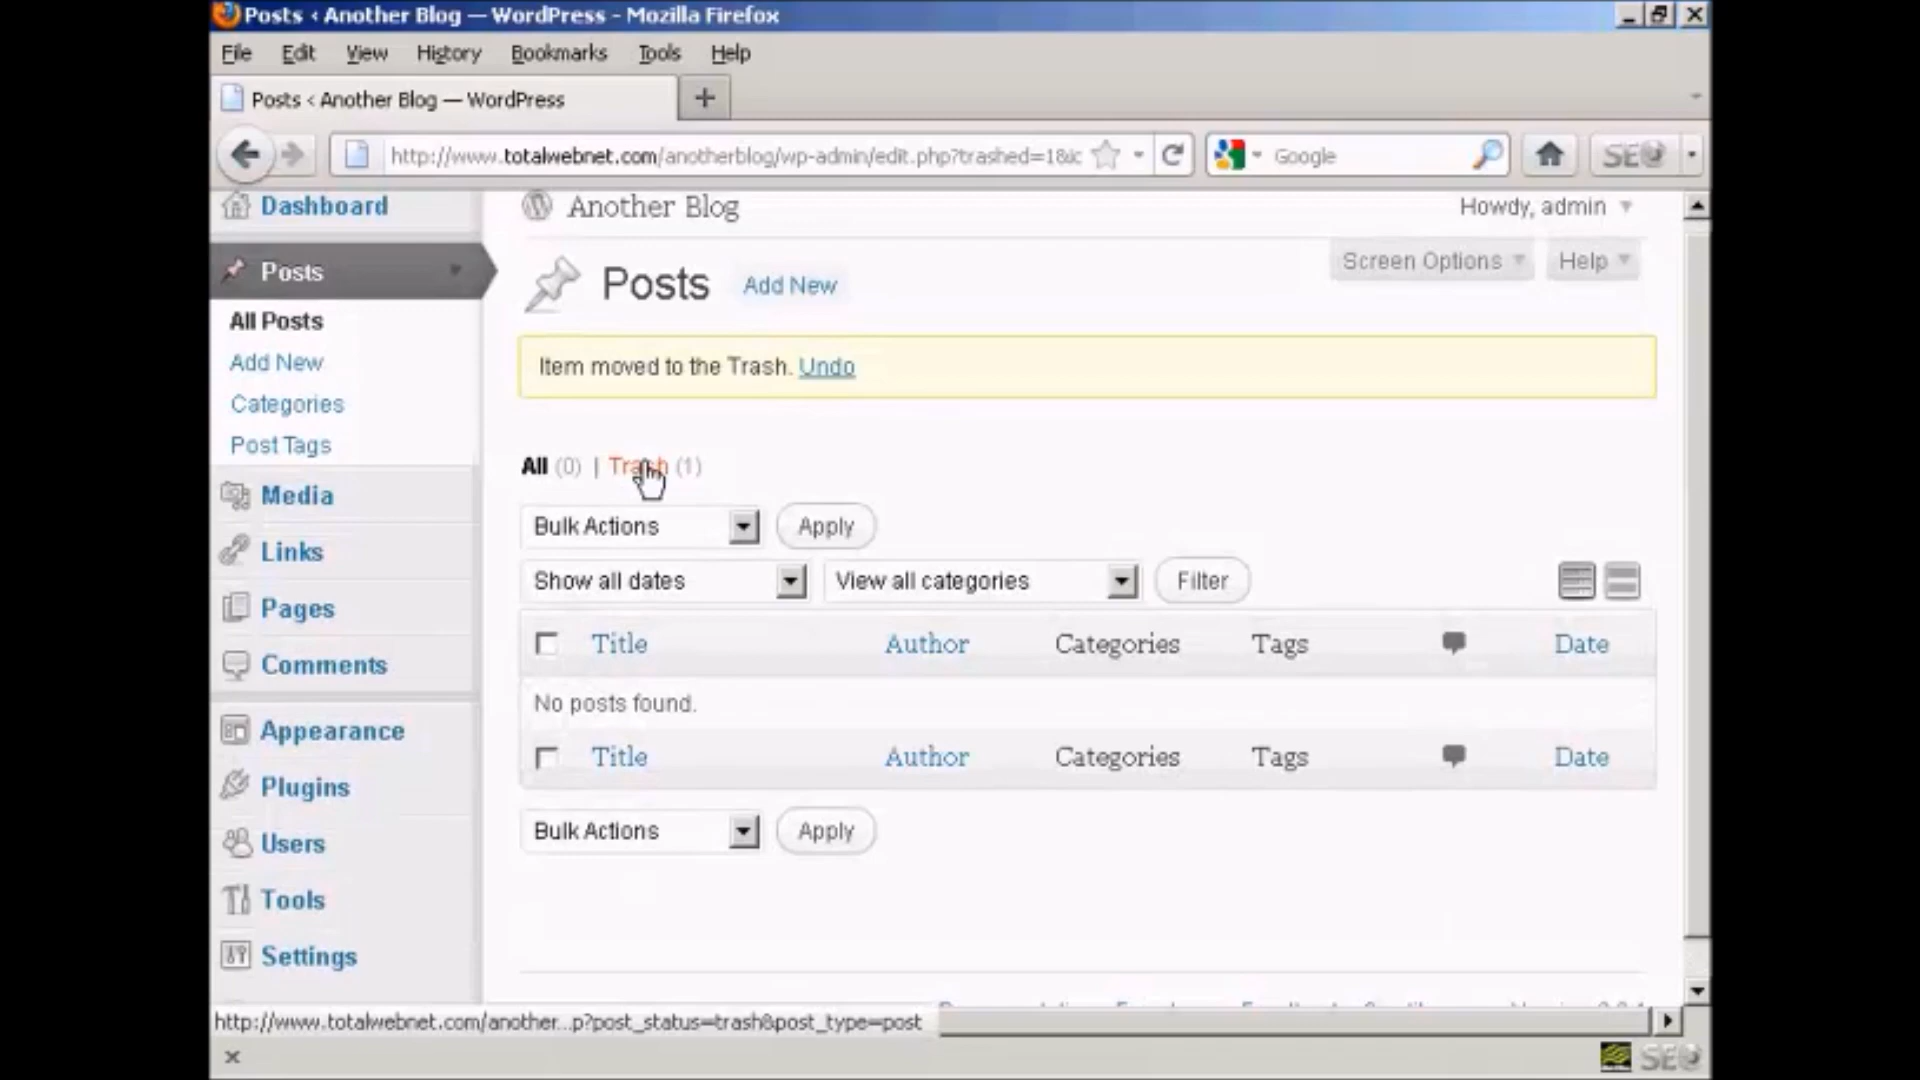 Posts ‹ Another Blog — WordPress - Mozilla Firefox
File Edit View History Bookmarks Tools Help
Posts ‹ Another Blog — WordPress
http://www.totalwebnet.com/anotherblog/wp-admin/edit.php?trashed=1&ic Google SE
Dashboard
Posts
All Posts
Add New
Categories
Post Tags
Media
Links
Pages
Comments
Appearance
Plugins
Users
Tools
Settings
Another Blog Howdy, admin
Posts Add New Screen Options Help
Item moved to the Trash. Undo
All (0) | Trash (1)
Bulk Actions Apply
Show all dates View all categories Filter
Title Author Categories Tags Date
No posts found.
Title Author Categories Tags Date
Bulk Actions Apply
http://www.totalwebnet.com/another...p?post_status=trash&post_type=post
SE